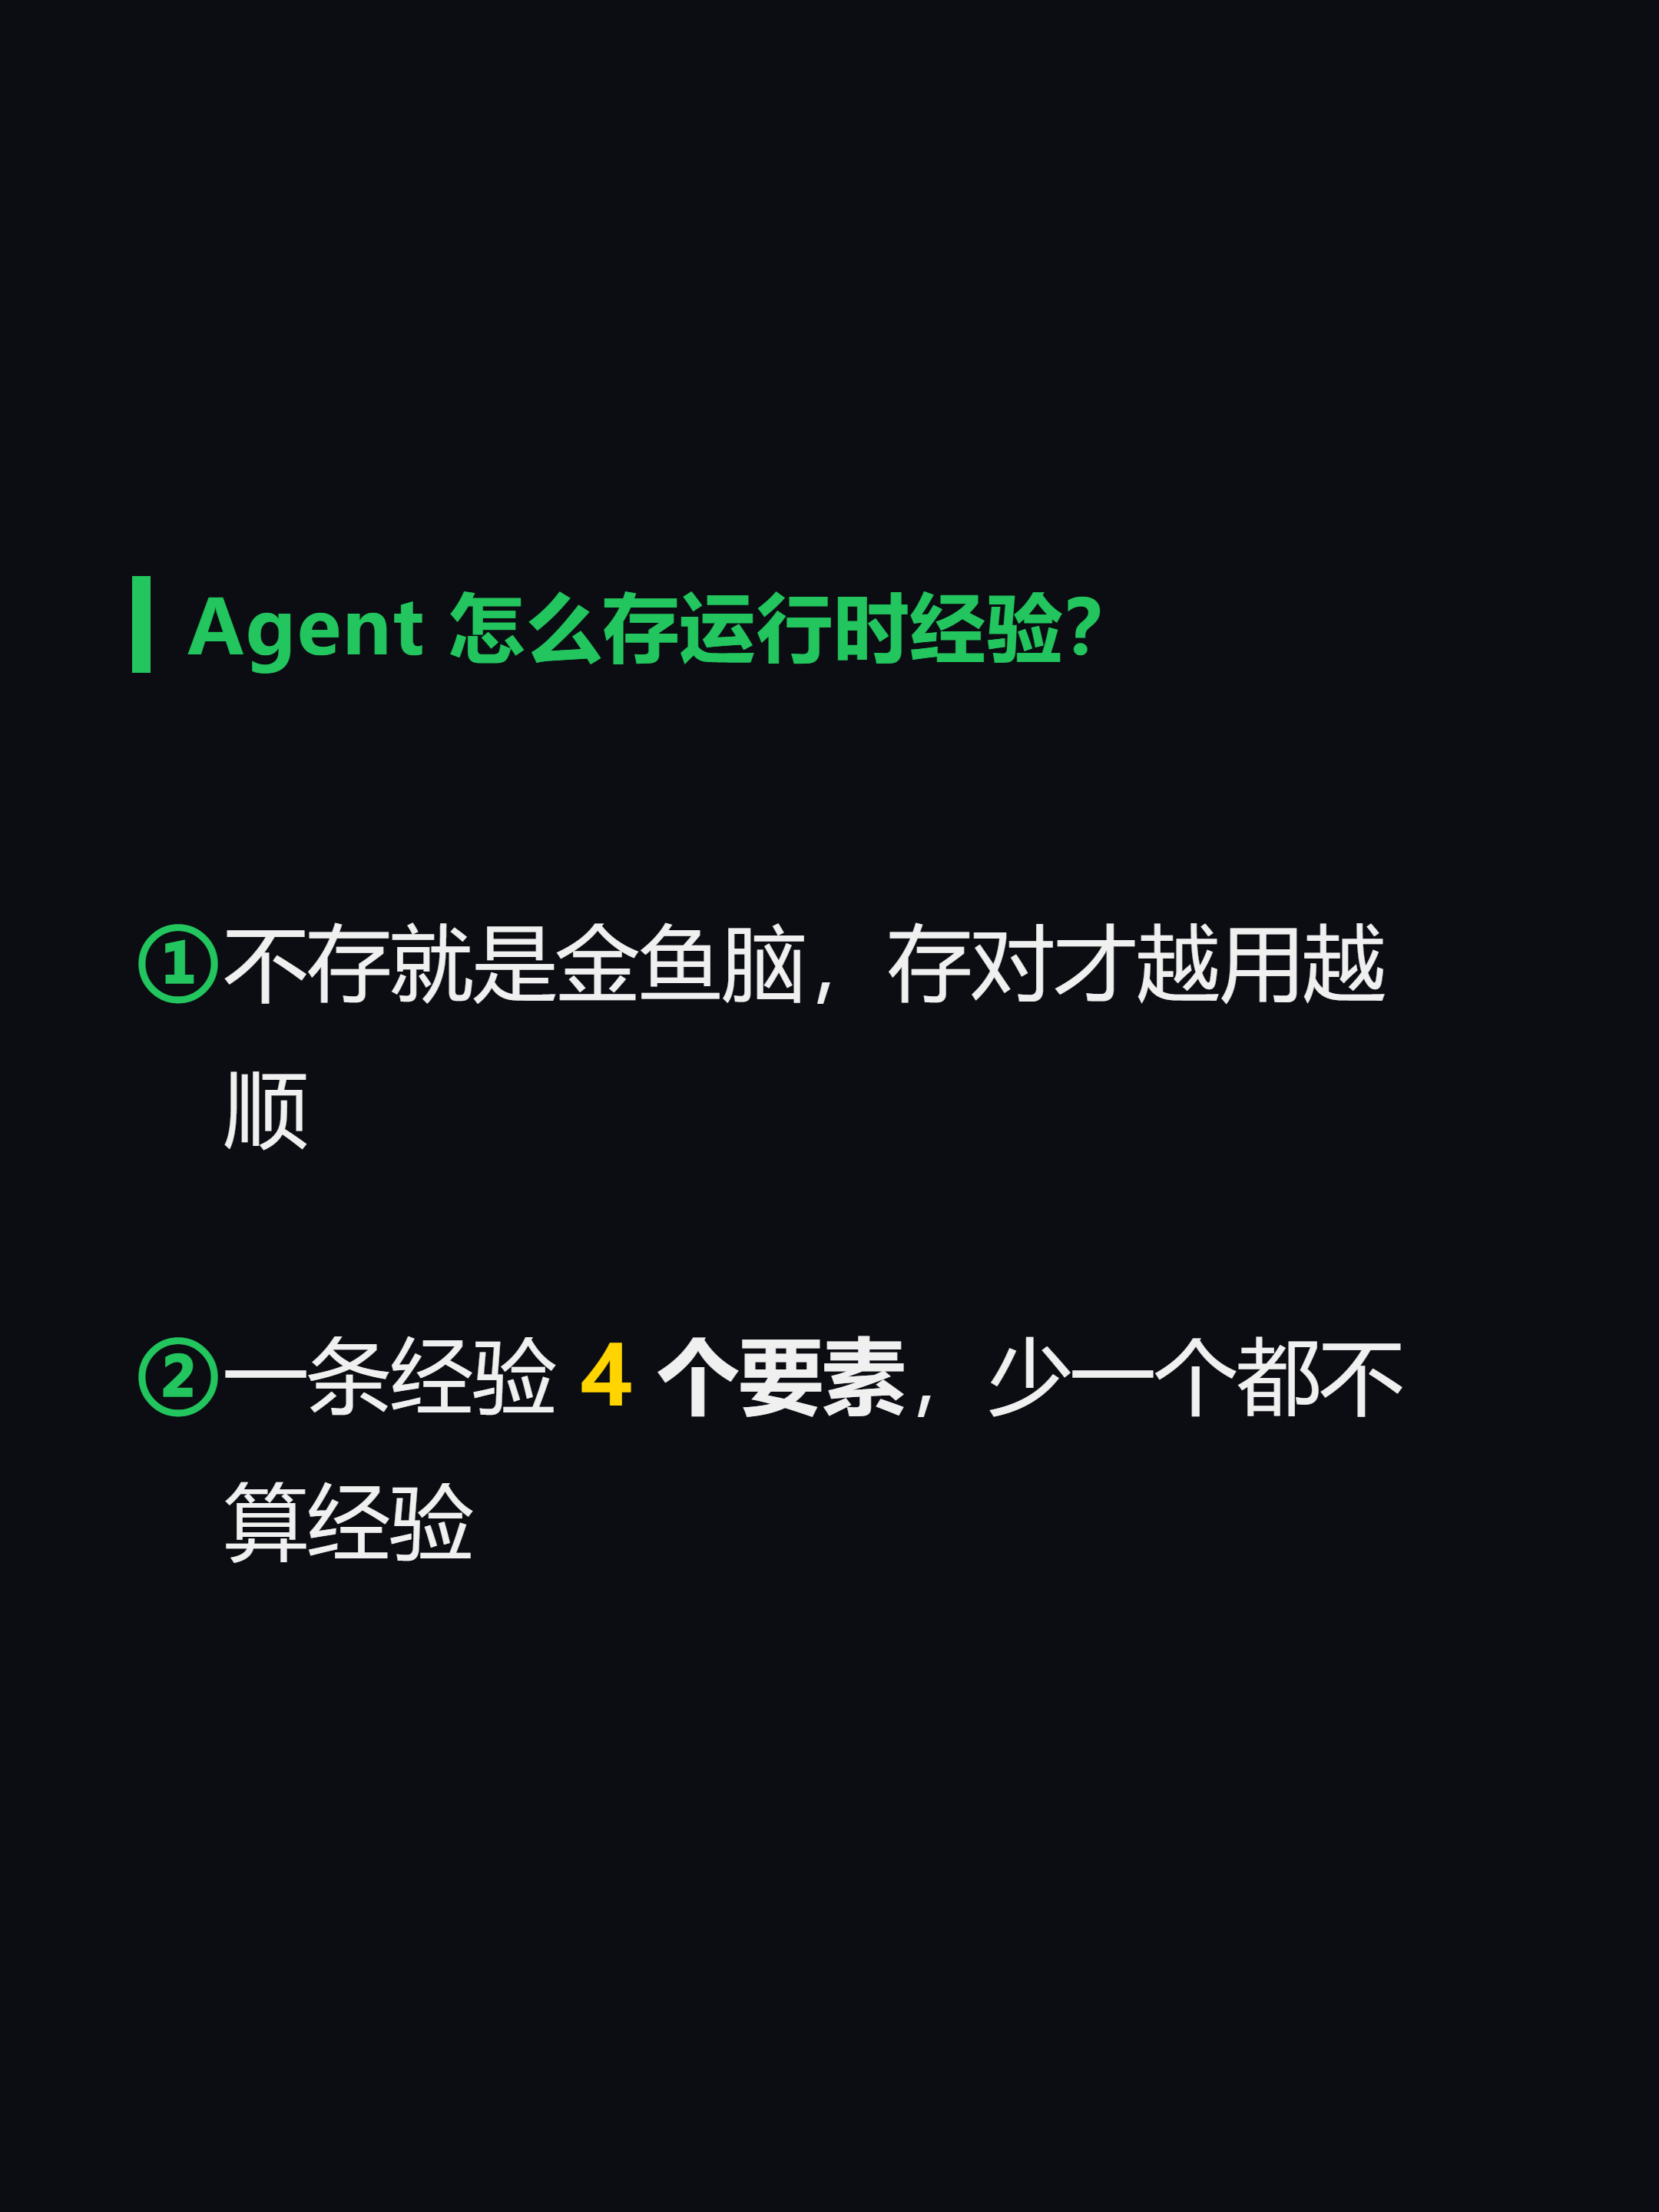 Agent 怎么存运行时经验?
①不存就是金鱼脑, 存对才越用越
顺
②一条经验 4 个要素, 少一个都不
算经验